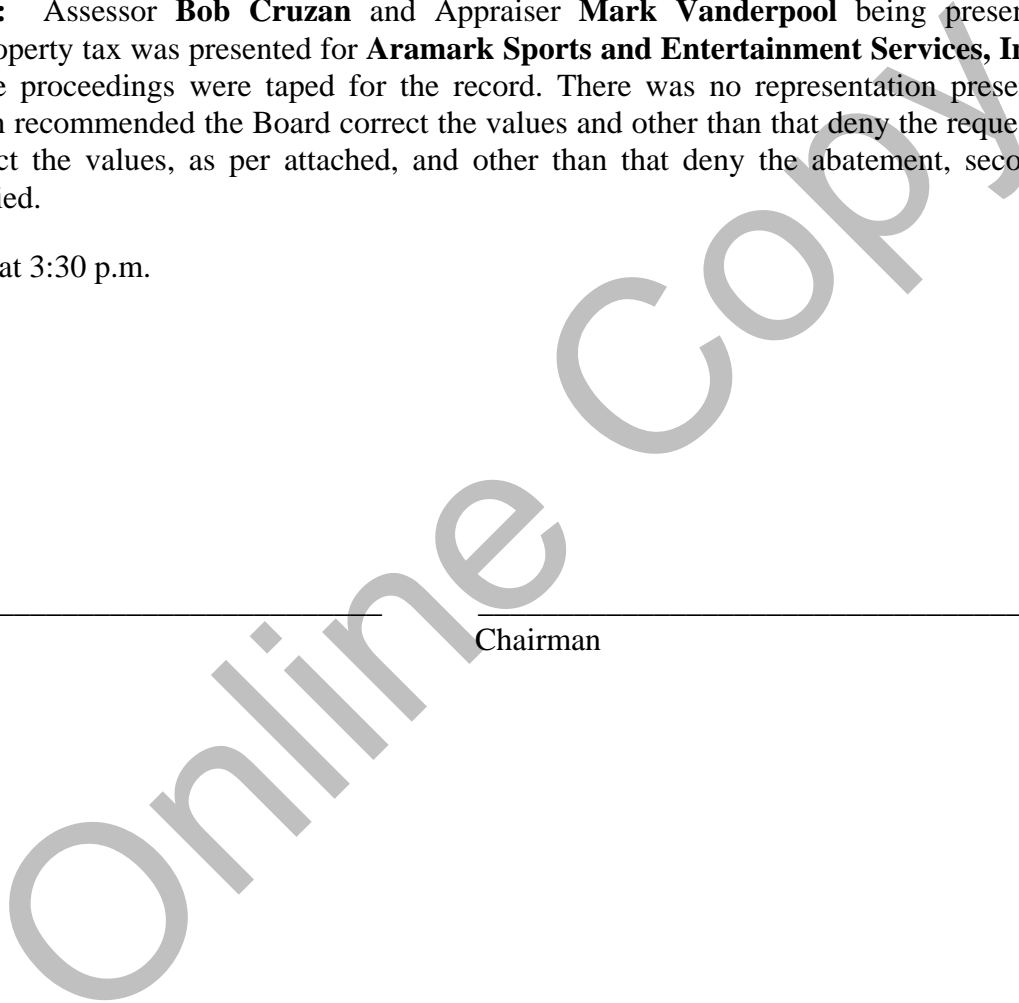 : Assessor Bob Cruzan and Appraiser Mark Vanderpool being presen
operty tax was presented for Aramark Sports and Entertainment Services, In
e proceedings were taped for the record. There was no representation prese
n recommended the Board correct the values and other than that deny the reque
ct the values, as per attached, and other than that deny the abatement, seco
ied.
at 3:30 p.m.
Chairman
Online Copy